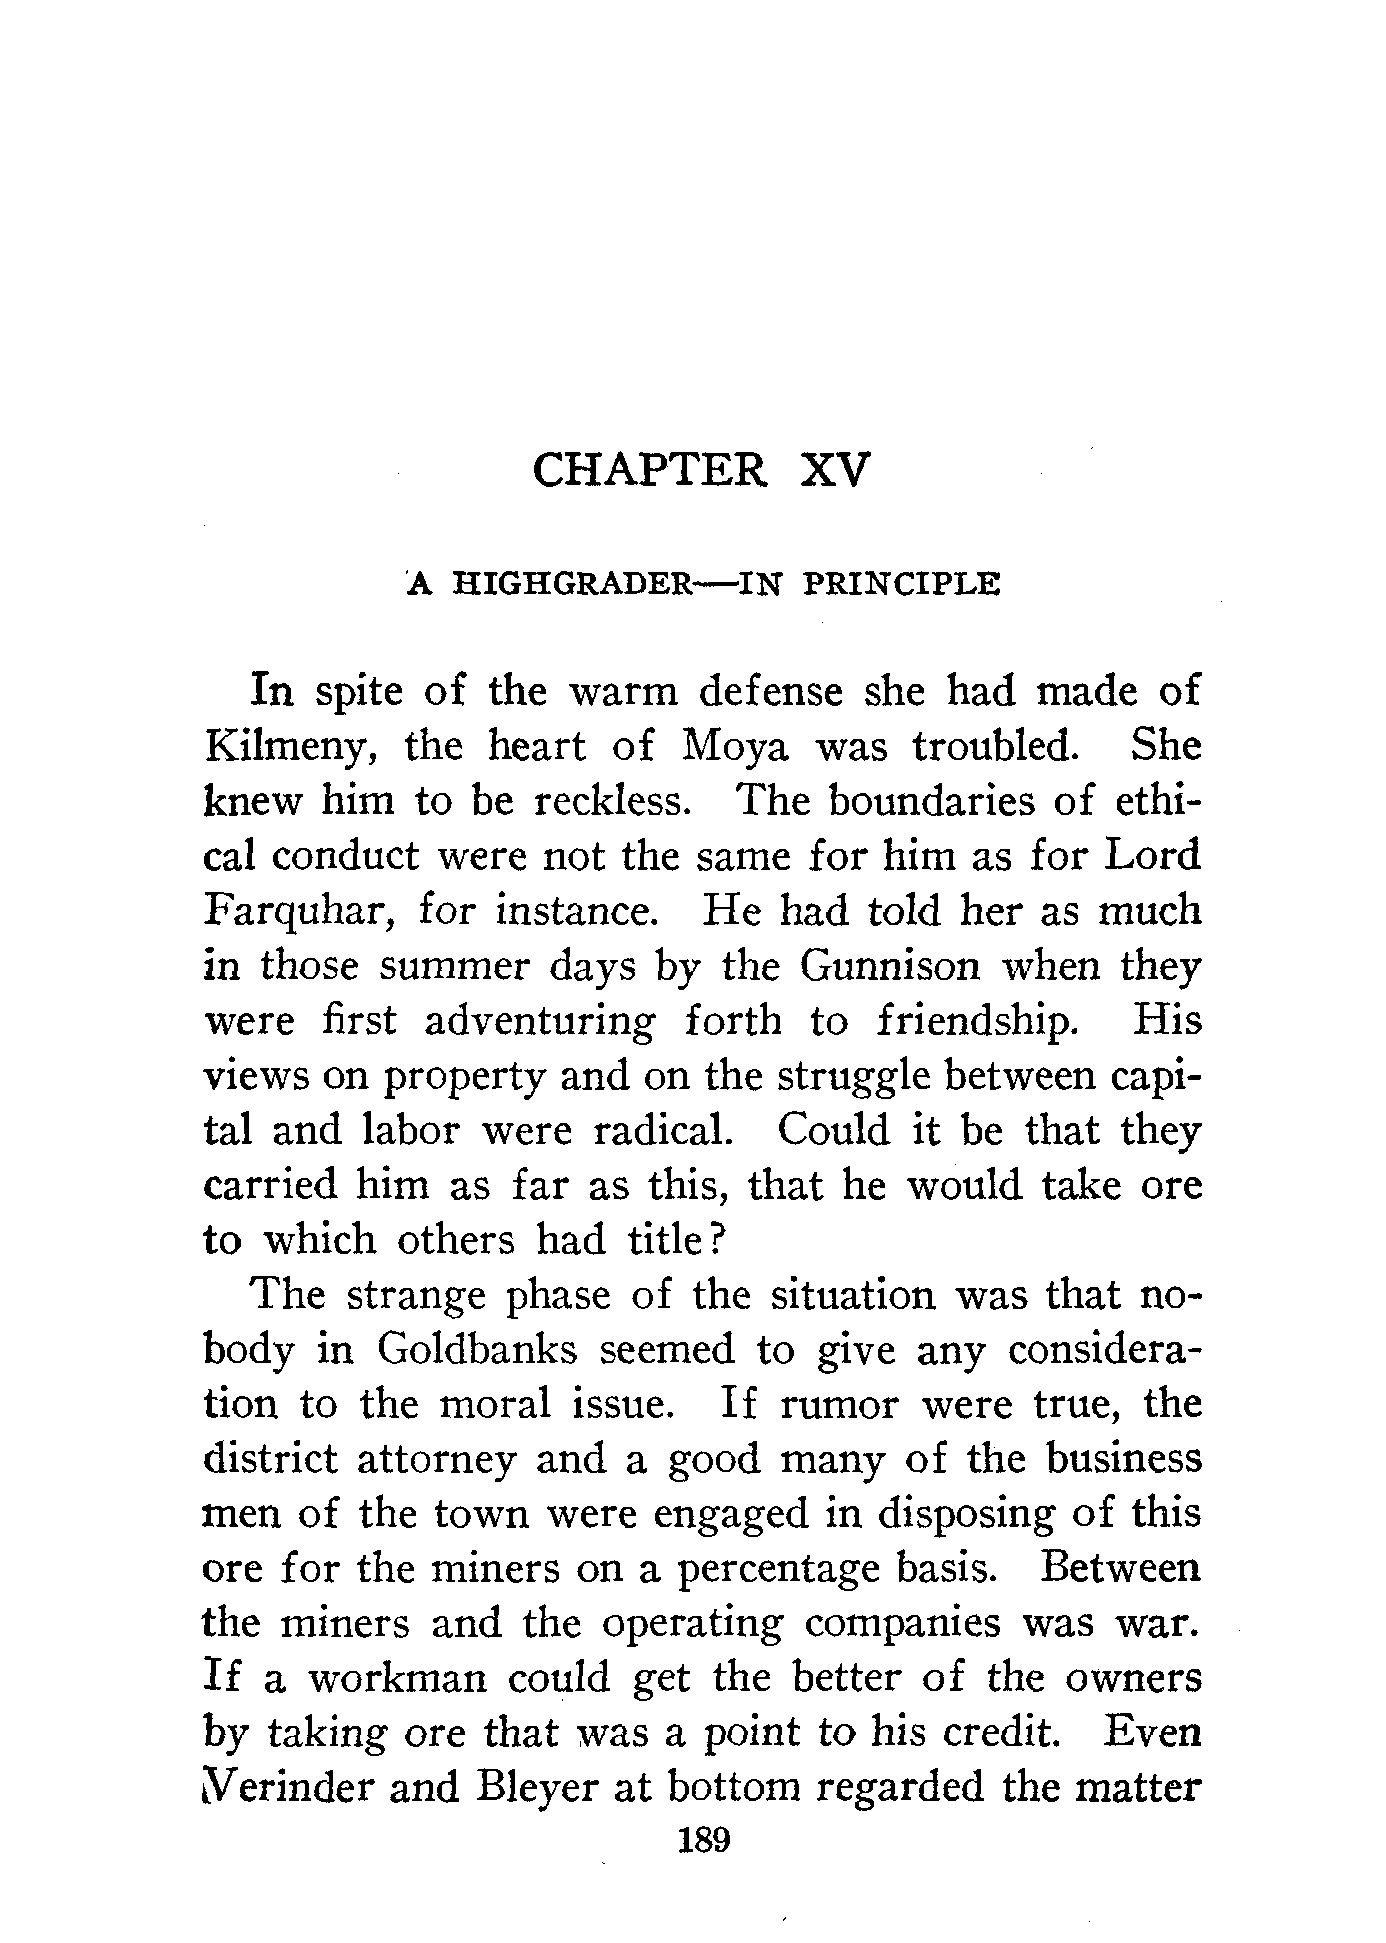 CHAPTER XV
A HIGHGRADER—IN PRINCIPLE
In spite of the warm defense she had made of
Kilmeny, the heart of Moya was troubled. She
knew him to be reckless. The boundaries of ethi-
cal conduct were not the same for him as for Lord
Farquhar, for instance. He had told her as much
in those summer days by the Gunnison when they
were first adventuring forth to friendship. His
views on property and on the struggle between capi-
tal and labor were radical. Could it be that they
carried him as far as this, that he would take ore
to which others had title?
The strange phase of the situation was that no-
body in Goldbanks seemed to give any considera-
tion to the moral issue. If rumor were true, the
district attorney and a good many of the business
men of the town were engaged in disposing of this
ore for the miners on a percentage basis. Between
the miners and the operating companies was war.
If a workman could get the better of the owners
by taking ore that was a point to his credit. Even
Verinder and Bleyer at bottom regarded the matter
189